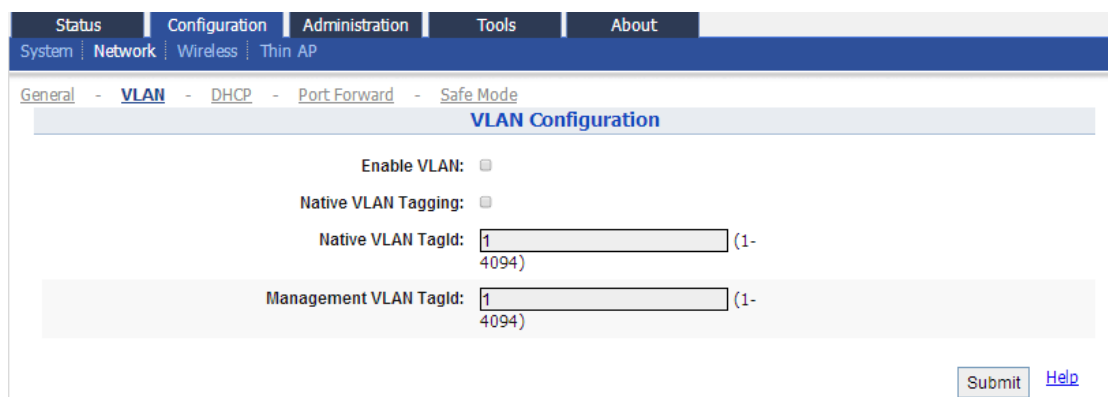 Status Configuration Administration Tools About
System Network Wireless Thin AP
General - VLAN - DHCP - Port Forward - Safe Mode
VLAN Configuration
Enable VLAN:
Native VLAN Tagging:
Native VLAN TagId: 1 (1-
4094)
Management VLAN TagId: 1 (1-
4094)
Submit Help